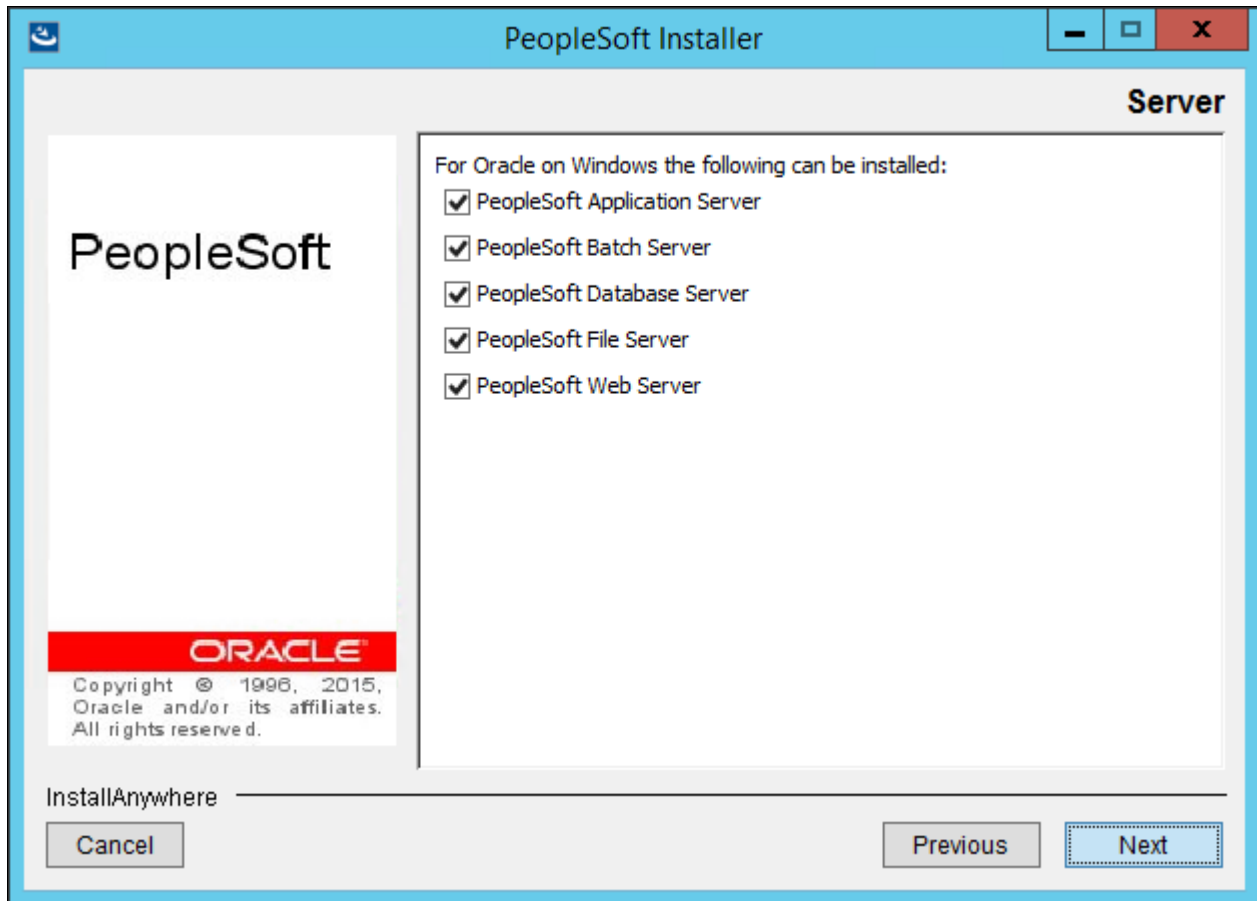 PeopleSoft Installer
Server
PeopleSoft
ORACLE
Copyright © 1996, 2015,
Oracle and/or its affiliates.
All rights reserved.
For Oracle on Windows the following can be installed:
PeopleSoft Application Server
PeopleSoft Batch Server
PeopleSoft Database Server
PeopleSoft File Server
PeopleSoft Web Server
InstallAnywhere
Cancel
Previous
Next